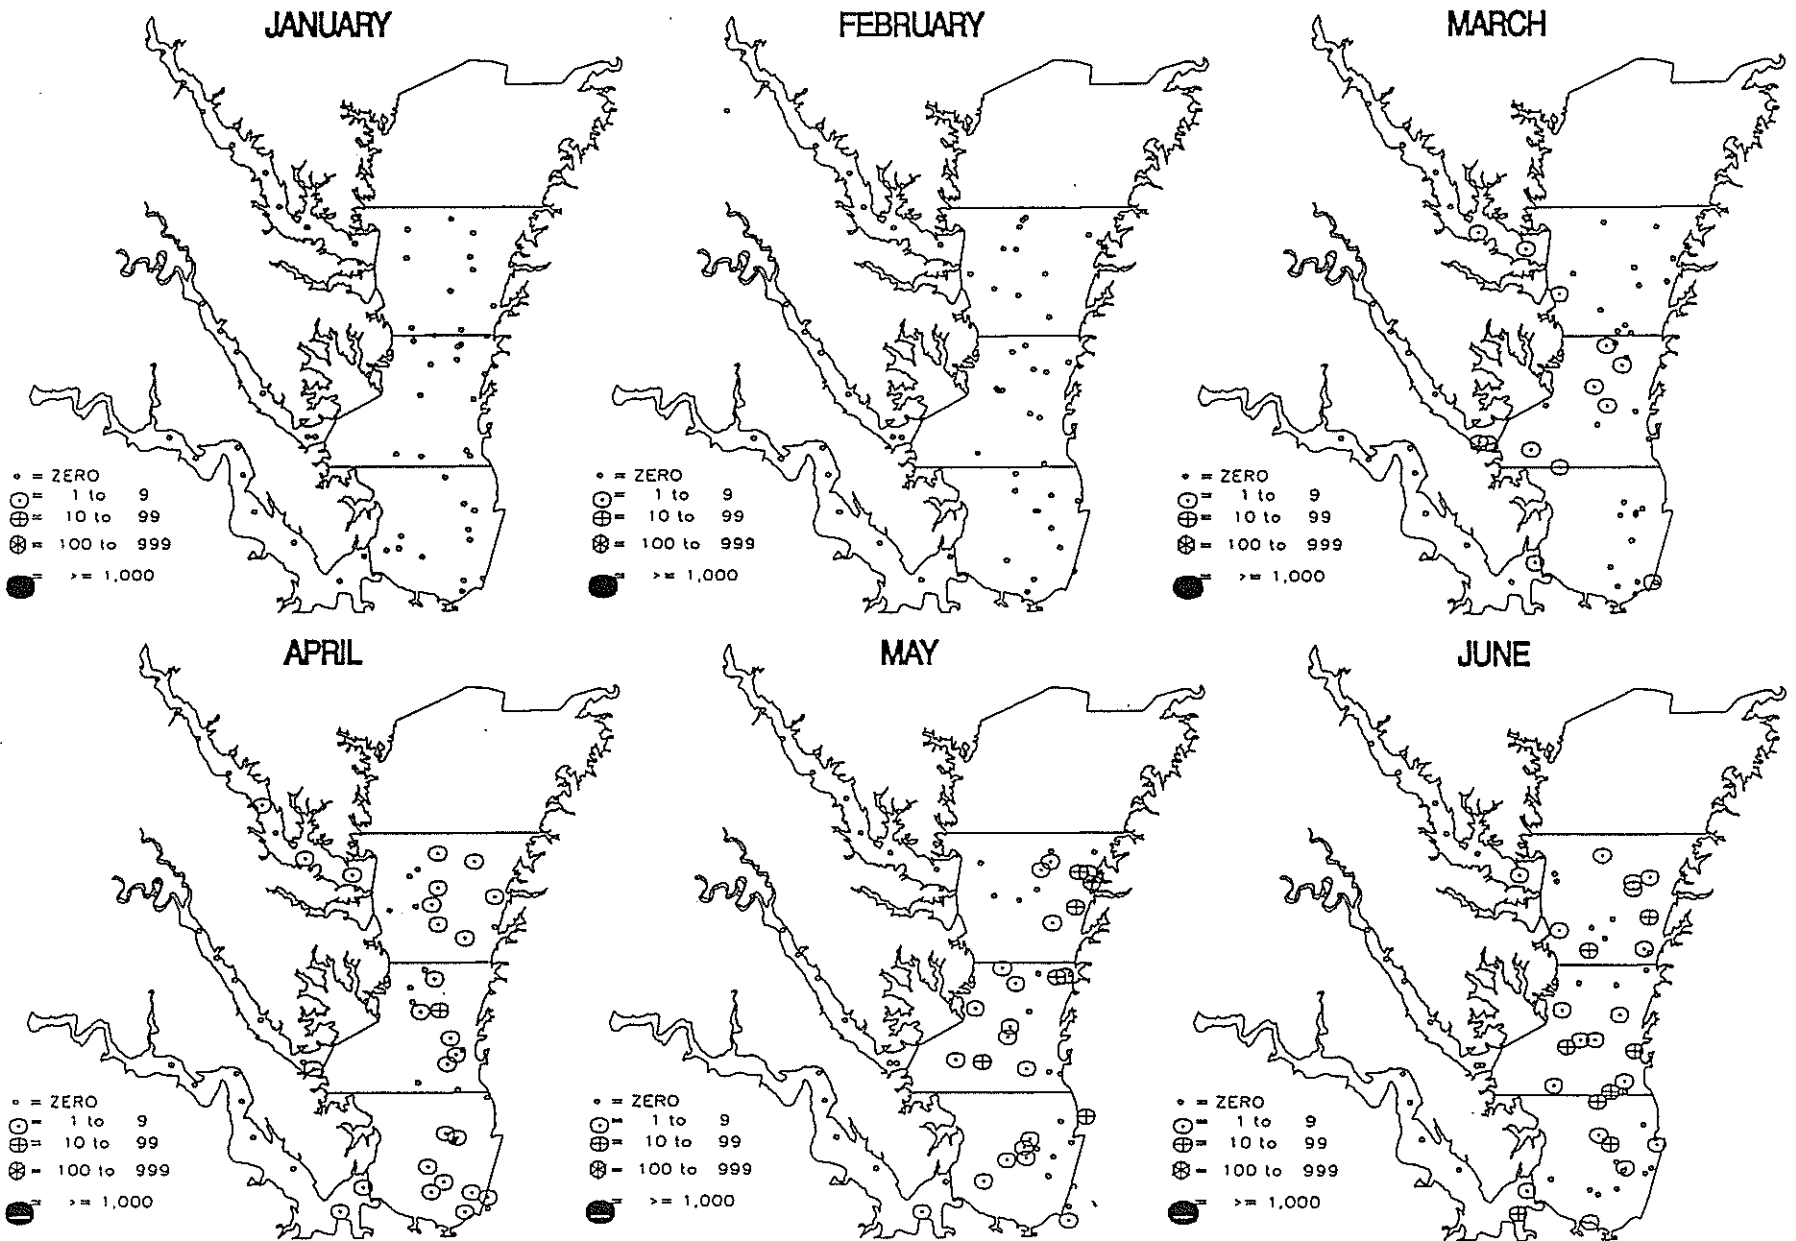 JANUARY
FEBRUARY
MARCH
= ZERO
= 1 to 9
= 10 to 99
= 100 to 999
= >= 1,000
= ZERO
= 1 to 9
= 10 to 99
= 100 to 999
= >= 1,000
= ZERO
= 1 to 9
= 10 to 99
= 100 to 999
= >= 1,000
APRIL
MAY
JUNE
= ZERO
= 1 to 9
= 10 to 99
= 100 to 999
= >= 1,000
= ZERO
= 1 to 9
= 10 to 99
= 100 to 999
= >= 1,000
= ZERO
= 1 to 9
= 10 to 99
= 100 to 999
= >= 1,000